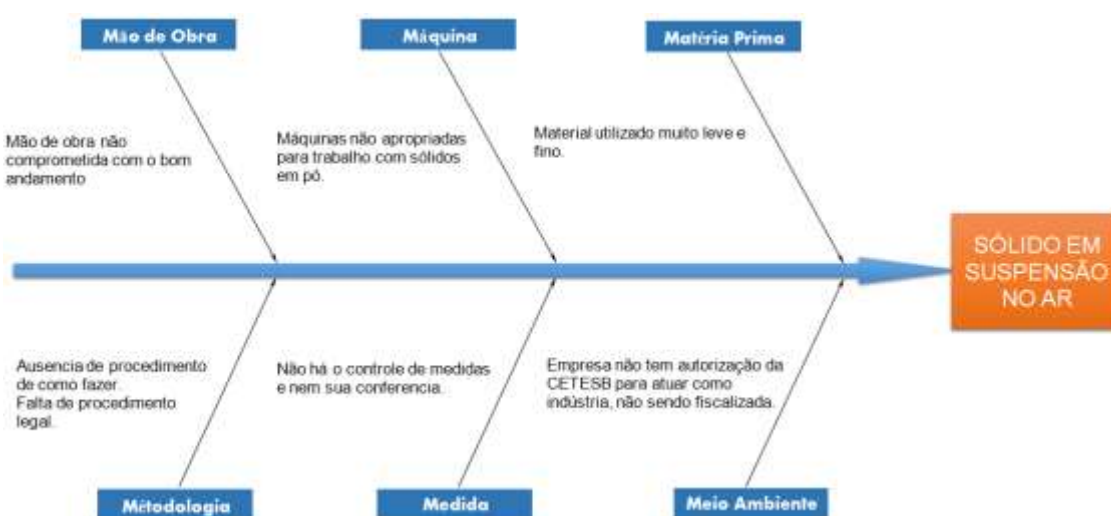 Mão de Obra
Máquina
Matéria Prima
Mão de obra não
comprometida com o bom
andamento
Máquinas não apropriadas
para trabalho com sólidos
em pó.
Material utilizado muito leve e
fino.
SÓLIDO EM
SUSPENSÃO
NO AR
Ausencia de procedimento
de como fazer.
Falta de procedimento
legal.
Não há o controle de medidas
e nem sua conferencia.
Empresa não tem autorização da
CETESB para atuar como
indústria, não sendo fiscalizada.
Métodologia
Medida
Meio Ambiente